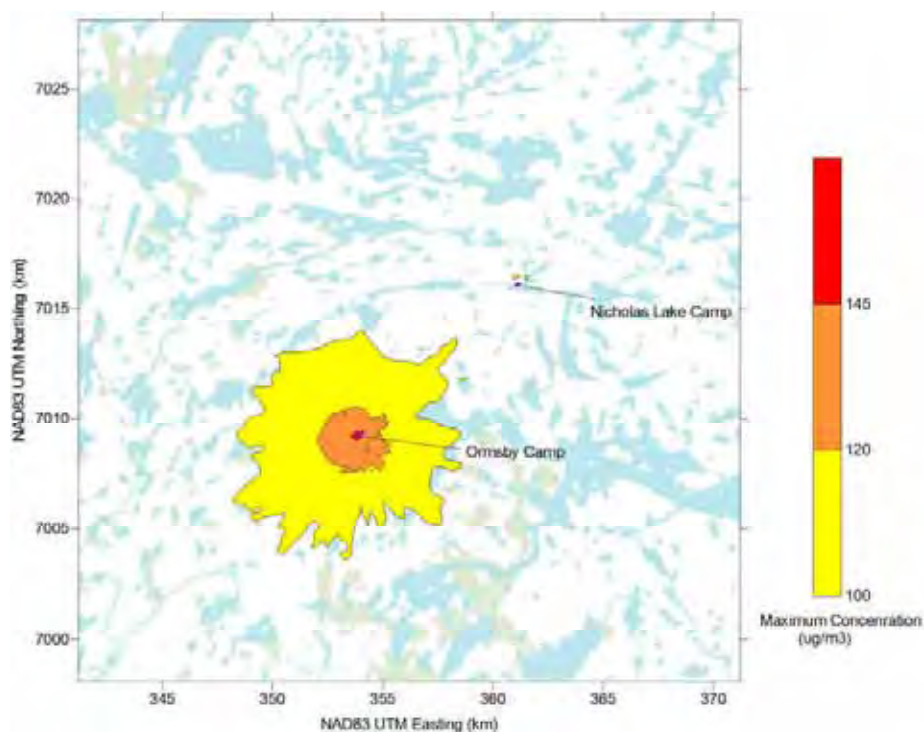 7025
7020
7015
7010
7005
7000
NAD83 UTM Northing (km)
Nicholas Lake Camp
Ormsby Camp
345
350
355
360
365
370
NAD83 UTM Easting (km)
145
120
100
Maximum Concenration
(ug/m3)